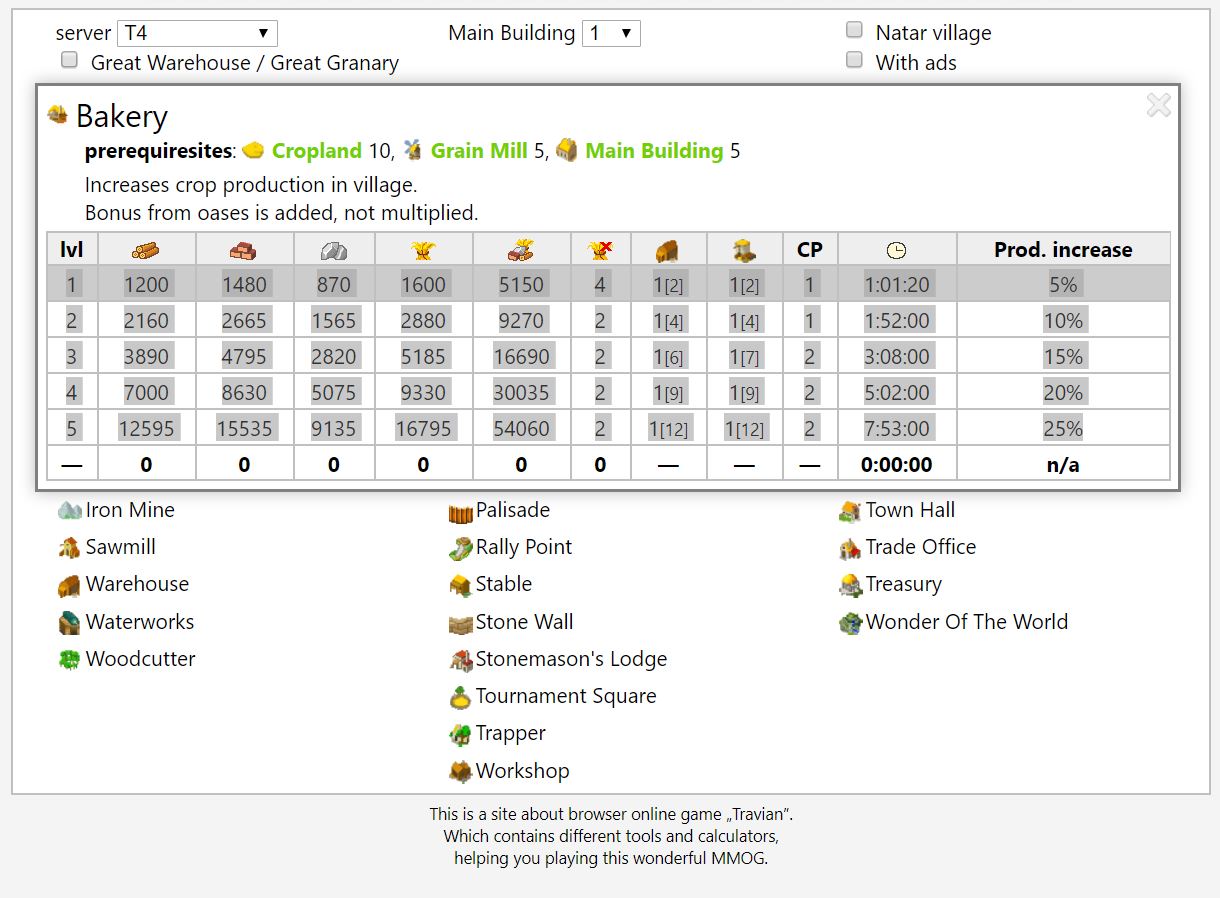 server T4 Main Building 1 Natar village
Great Warehouse / Great Granary With ads
Bakery
prerequiresites: Cropland 10, Grain Mill 5, Main Building 5
Increases crop production in village.
Bonus from oases is added, not multiplied.
lvl CP Prod. increase
1 1200 1480 870 1600 5150 4 1[2] 1[2] 1 1:01:20 5%
2 2160 2665 1565 2880 9270 2 1[4] 1[4] 1 1:52:00 10%
3 3890 4795 2820 5185 16690 2 1[6] 1[7] 2 3:08:00 15%
4 7000 8630 5075 9330 30035 2 1[9] 1[9] 2 5:02:00 20%
5 12595 15535 9135 16795 54060 2 1[12] 1[12] 2 7:53:00 25%
— 0 0 0 0 0 0 — — — 0:00:00 n/a
Iron Mine Palisade Town Hall
Sawmill Rally Point Trade Office
Warehouse Stable Treasury
Waterworks Stone Wall Wonder Of The World
Woodcutter Stonemason's Lodge
Tournament Square
Trapper
Workshop
This is a site about browser online game „Travian”.
Which contains different tools and calculators,
helping you playing this wonderful MMOG.